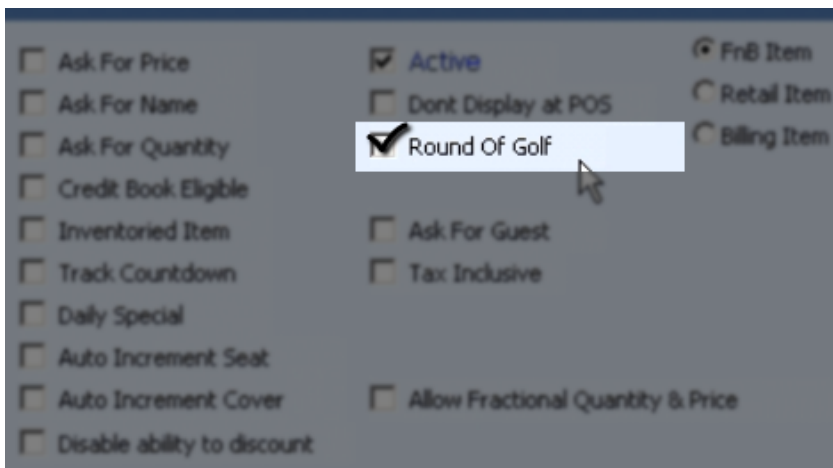 Ask For Price
Ask For Name
Ask For Quantity
Credit Book Eligible
Inventoried Item
Track Countdown
Daily Special
Auto Increment Seat
Auto Increment Cover
Disable ability to discount
Active
Dont Display at POS
Round Of Golf
Ask For Guest
Tax Inclusive
Allow Fractional Quantity & Price
FnB Item
Retail Item
Billing Item